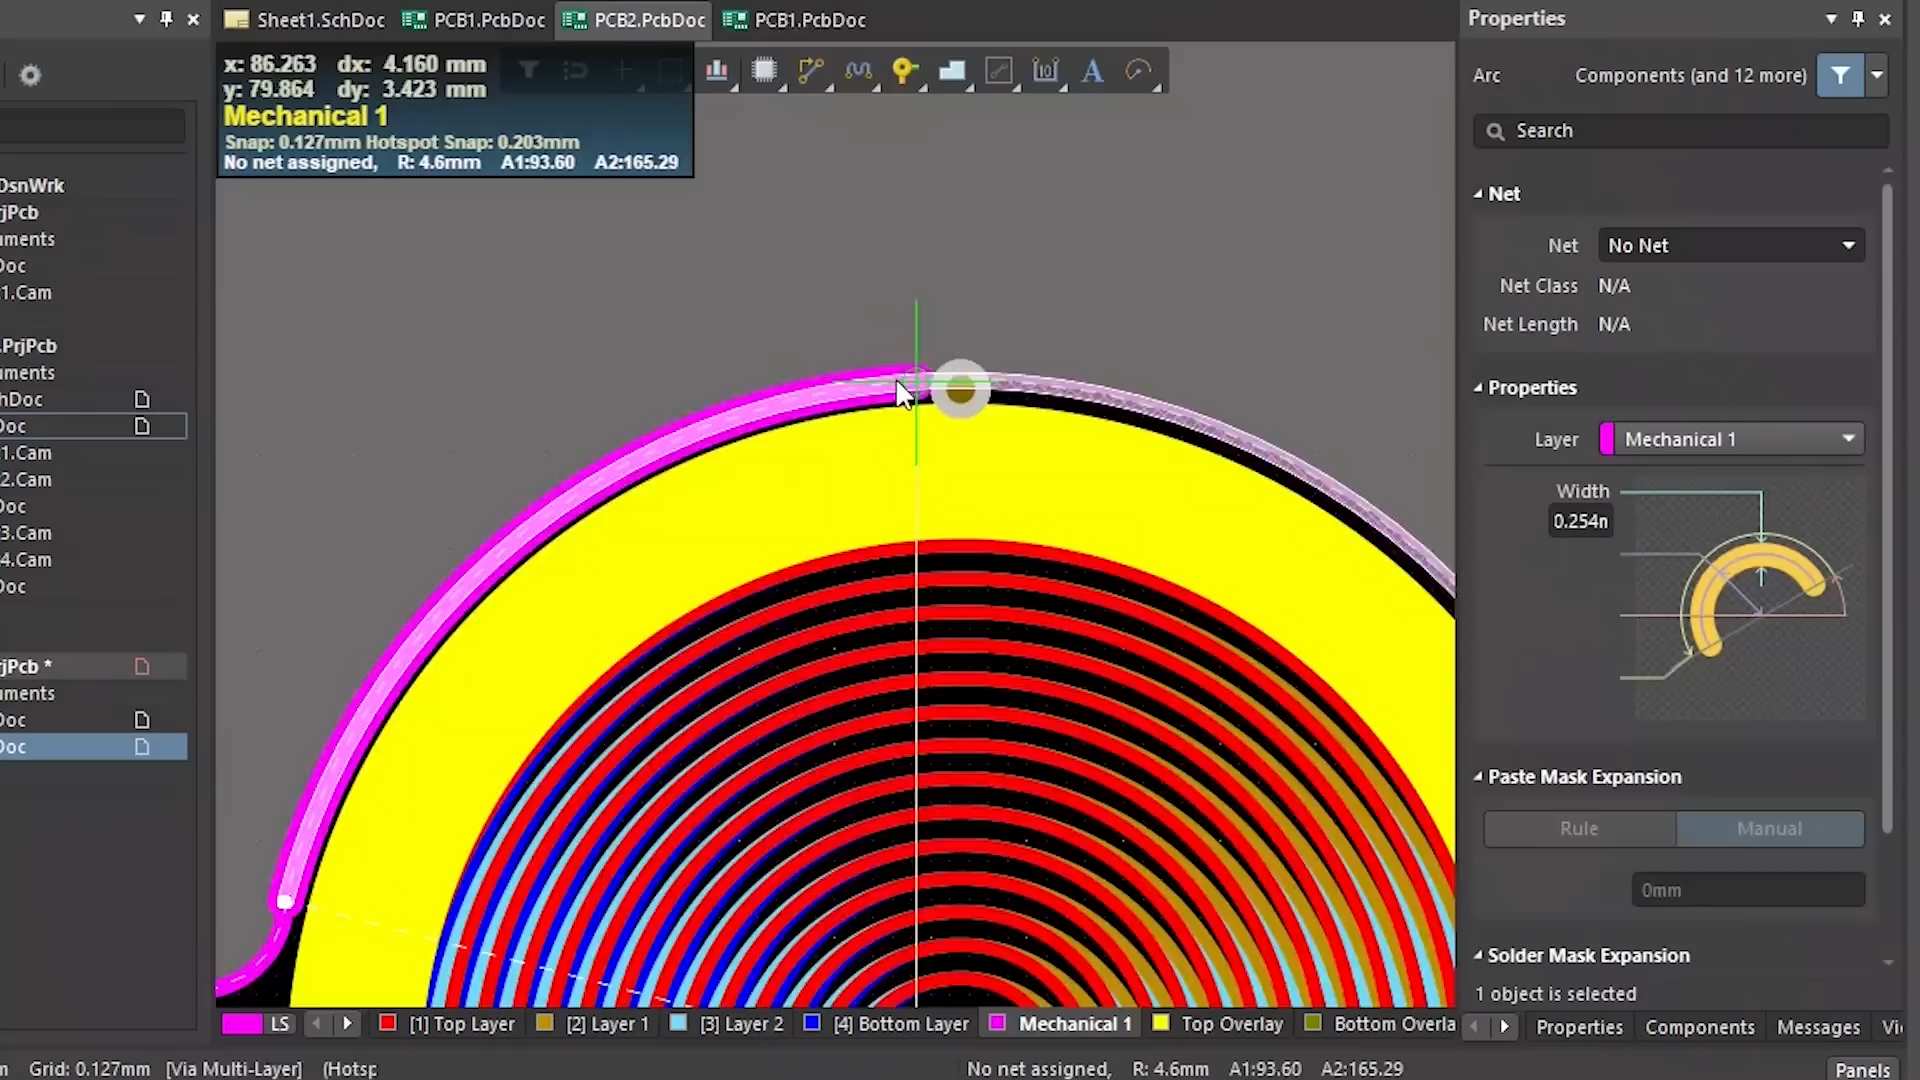 Sheet1.SchDoc PCB1.PcbDoc PCB2.PcbDoc PCB1.PcbDoc
Properties
x: 86.263 dx: 4.160 mm
y: 79.864 dy: 3.423 mm
Mechanical 1
Snap: 0.127mm Hotspot Snap: 0.203mm
No net assigned, R: 4.6mm A1:93.60 A2:165.29
Arc Components (and 12 more)
Search
DsnWrk
rjPcb
uments
Doc
1.Cam
.PrjPcb
uments
hDoc
Doc
1.Cam
2.Cam
Doc
3.Cam
4.Cam
Doc
rjPcb *
uments
Doc
Doc
Net
Net No Net
Net Class N/A
Net Length N/A
Properties
Layer Mechanical 1
Width
0.254n
Paste Mask Expansion
Rule Manual
0mm
Solder Mask Expansion
1 object is selected
LS [1] Top Layer [2] Layer 1 [3] Layer 2 [4] Bottom Layer Mechanical 1 Top Overlay Bottom Overla
Properties Components Messages Vi
m Grid: 0.127mm [Via Multi-Layer] (Hotsp
No net assigned, R: 4.6mm A1:93.60 A2:165.29
Panels